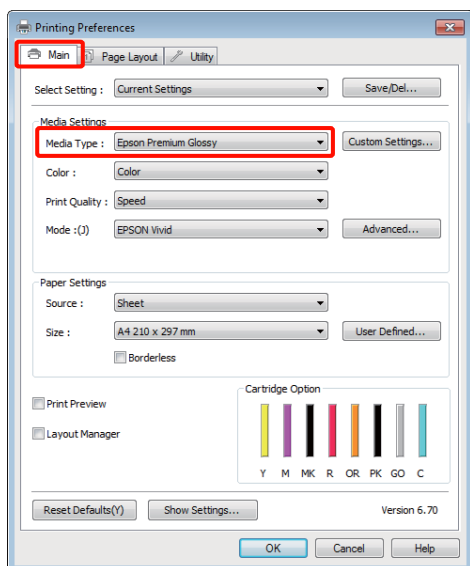 Printing Preferences
Main Page Layout Utility
Select Setting : Current Settings Save/Del...
Media Settings
Media Type : Epson Premium Glossy Custom Settings...
Color : Color
Print Quality : Speed
Mode :(J) EPSON Vivid Advanced...
Paper Settings
Source : Sheet
Size : A4 210 x 297 mm User Defined...
Borderless
Cartridge Option
Print Preview
Layout Manager
Y M MK R OR PK GO C
Reset Defaults(Y) Show Settings... Version 6.70
OK Cancel Help